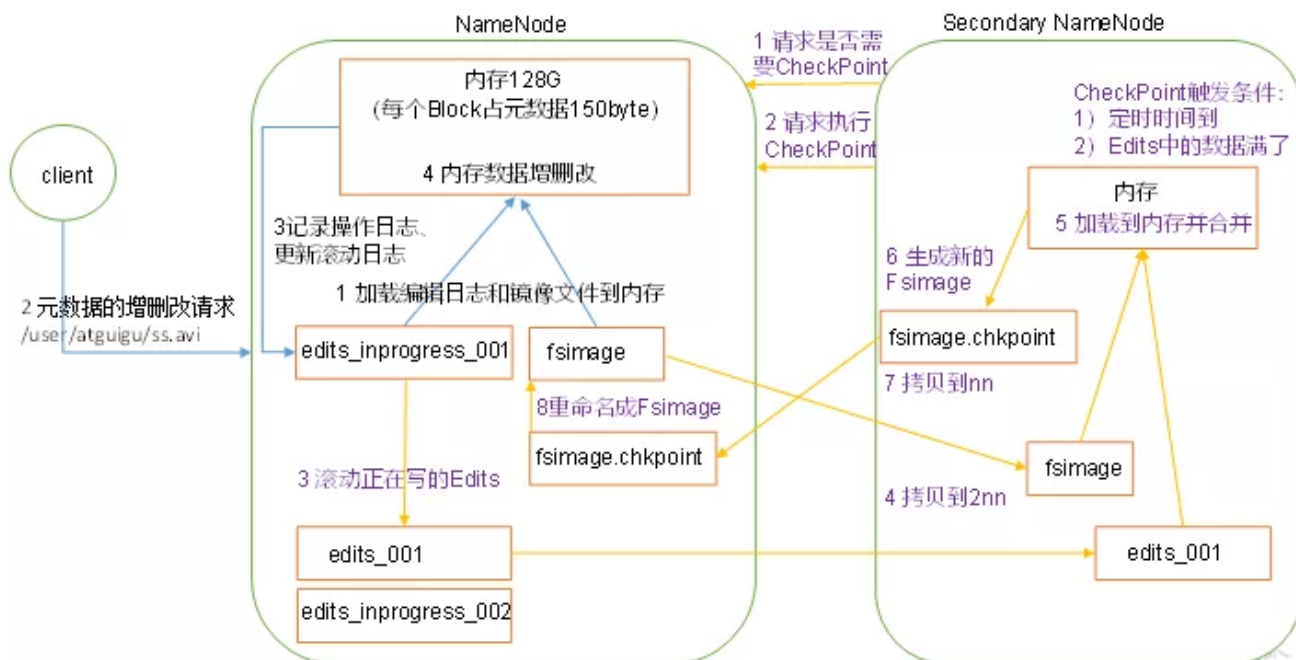 NameNode
Secondary NameNode
内存128G
(每个Block占元数据150byte)
4 内存数据增删改
1 请求是否需
要CheckPoint
2 请求执行
CheckPoint
CheckPoint触发条件:
1）定时时间到
2）Edits中的数据满了
client
内存
5 加载到内存并合并
3记录操作日志、
更新滚动日志
6 生成新的
Fsimage
1 加载编辑日志和镜像文件到内存
2 元数据的增删改请求
/user/atguigu/ss.avi
edits_inprogress_001
fsimage
fsimage.chkpoint
7 拷贝到nn
8重命名成Fsimage
fsimage.chkpoint
3 滚动正在写的Edits
fsimage
4 拷贝到2nn
edits_001
edits_001
edits_inprogress_002